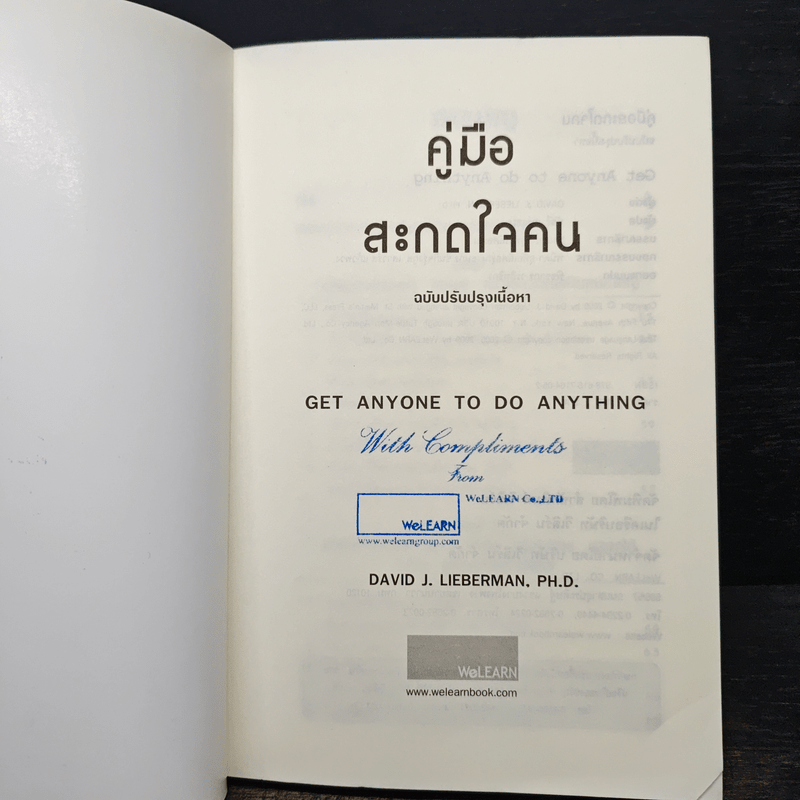 คู่มือ
สะกดใจคน
ฉบับปรับปรุงเนื้อหา
GET ANYONE TO DO ANYTHING
With Compliments
From
WeLEARN Co.,LTD
WeLEARN
www.welearngroup.com
DAVID J. LIEBERMAN, PH.D.
WeLEARN
www.welearnbook.com